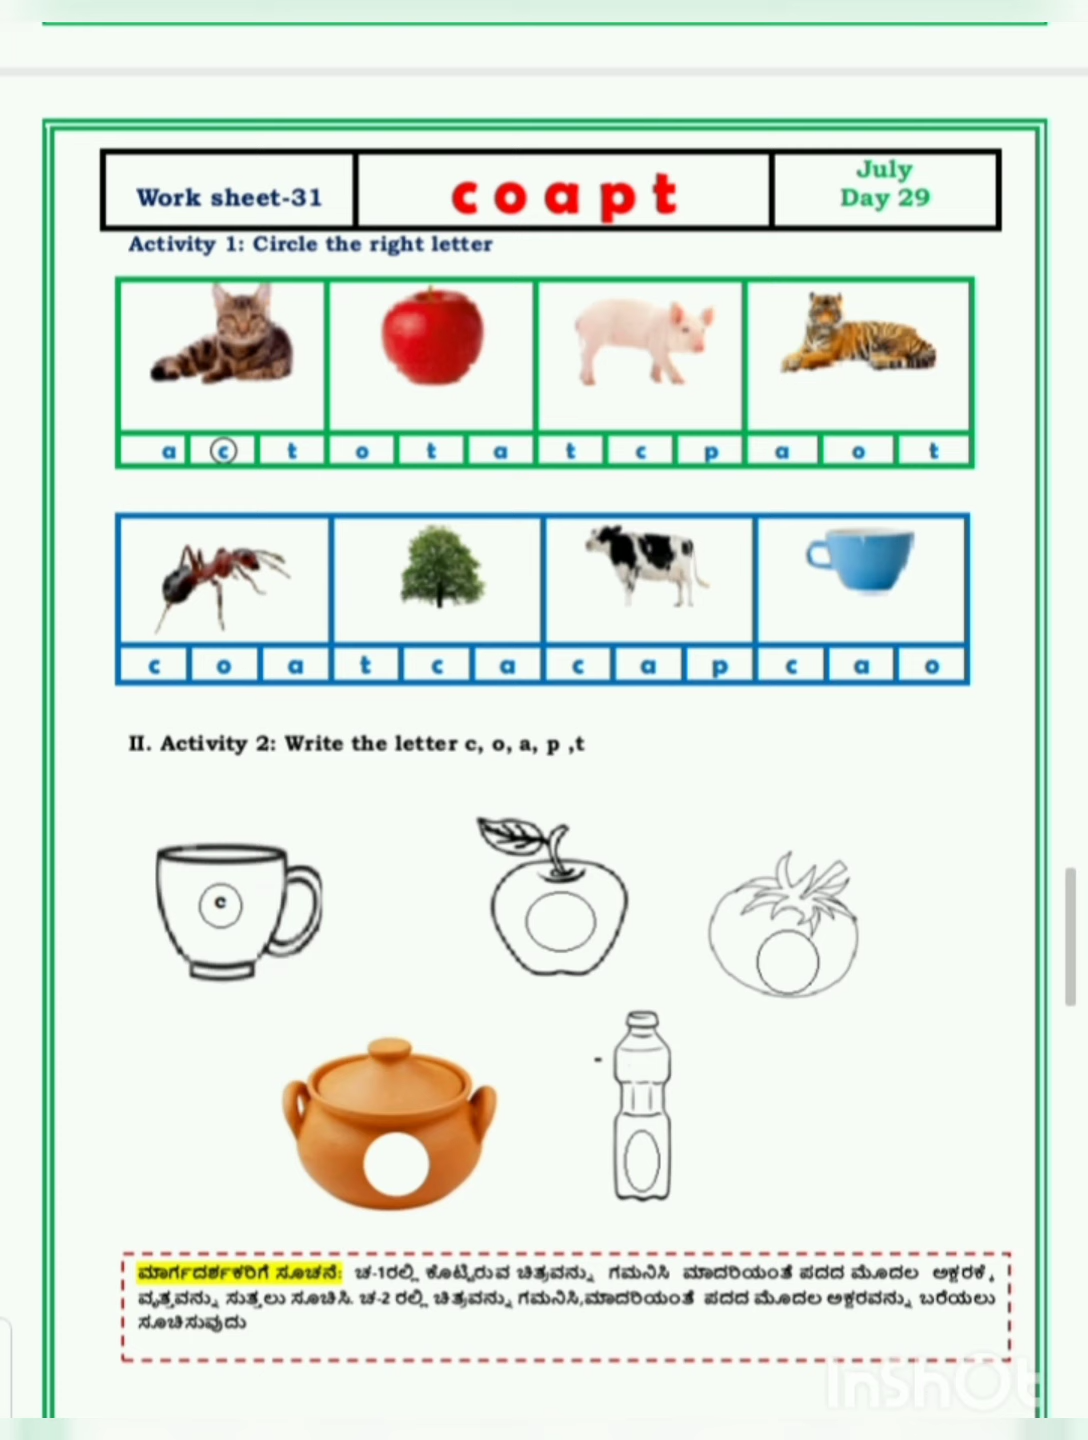 Work sheet-31
c o a p t
July
Day 29
Activity 1: Circle the right letter
a c t o t a t c p a o t
c o a t c a c a p c a o
II. Activity 2: Write the letter c, o, a, p ,t
c
-
ಮಾರ್ಗದರ್ಶಕರಿಗೆ ಸೂಚನೆ: ಚ-1ರಲ್ಲಿ ಕೊಟ್ಟಿರುವ ಚಿತ್ರವನ್ನು ಗಮನಿಸಿ ಮಾದರಿಯಂತೆ ಪದದ ಮೊದಲ ಅಕ್ಷರಕ್ಕೆ
ವೃತ್ತವನ್ನು ಸುತ್ತಲು ಸೂಚಿಸಿ. ಚ-2 ರಲ್ಲಿ ಚಿತ್ರವನ್ನು ಗಮನಿಸಿ,ಮಾದರಿಯಂತೆ ಪದದ ಮೊದಲ ಅಕ್ಷರವನ್ನು ಬರೆಯಲು
ಸೂಚಿಸುವುದು
InShOt